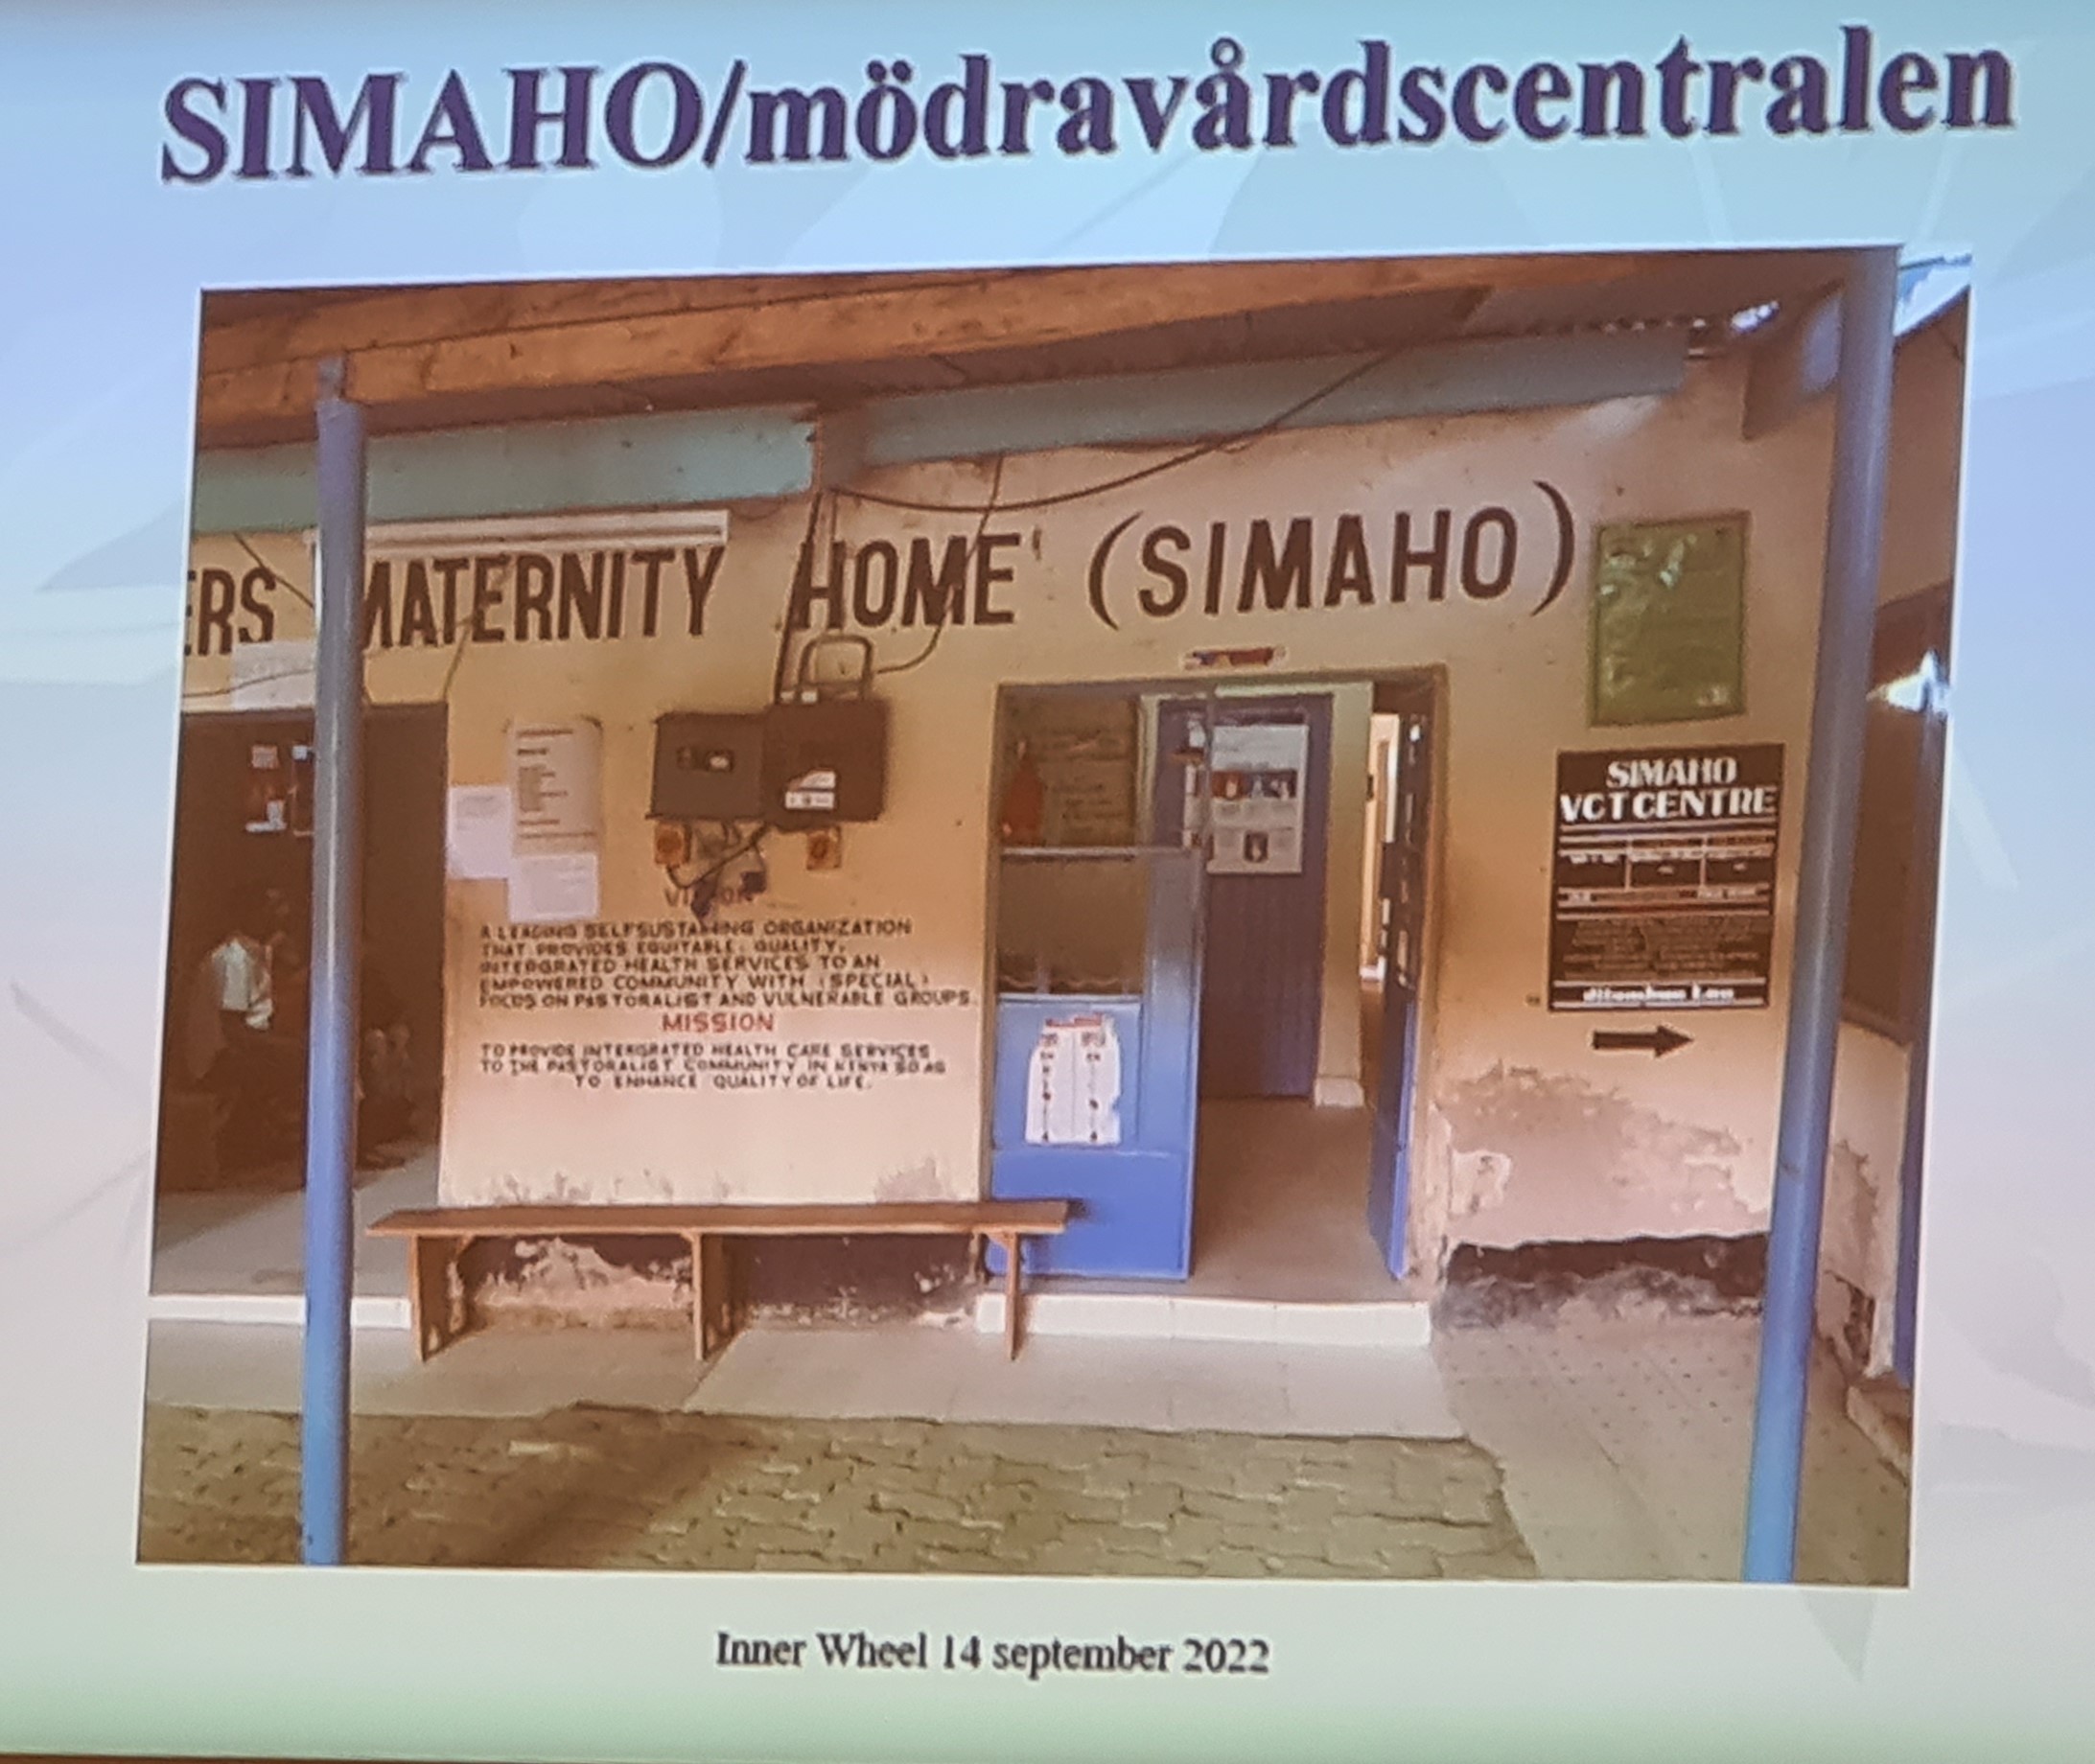 SIMAHO/mödravårdscentralen
ERS MATERNITY HOME (SIMAHO)
VISION
A LEADING SELFSUSTAINING ORGANIZATION
THAT PROVIDES EQUITABLE, QUALITY,
INTERGRATED HEALTH SERVICES TO AN
EMPOWERED COMMUNITY WITH (SPECIAL)
FOCUS ON PASTORALIST AND VULNERABLE GROUPS.
MISSION
TO PROVIDE INTERGRATED HEALTH CARE SERVICES
TO THE PASTORALIST COMMUNITY IN KENYA SO AS
TO ENHANCE QUALITY OF LIFE.
SIMAHO
VCT CENTRE
Inner Wheel 14 september 2022